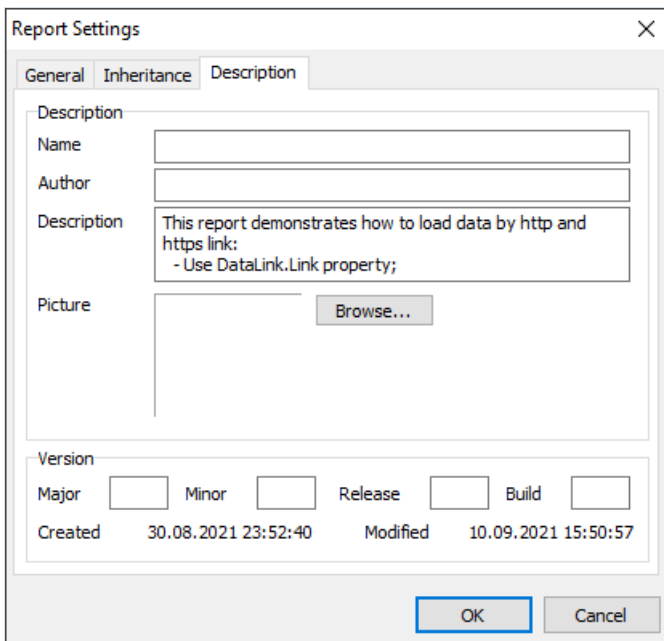 Report Settings
General Inheritance Description
Description
Name
Author
Description This report demonstrates how to load data by http and
https link:
- Use DataLink.Link property;
Picture Browse...
Version
Major Minor Release Build
Created 30.08.2021 23:52:40 Modified 10.09.2021 15:50:57
OK Cancel